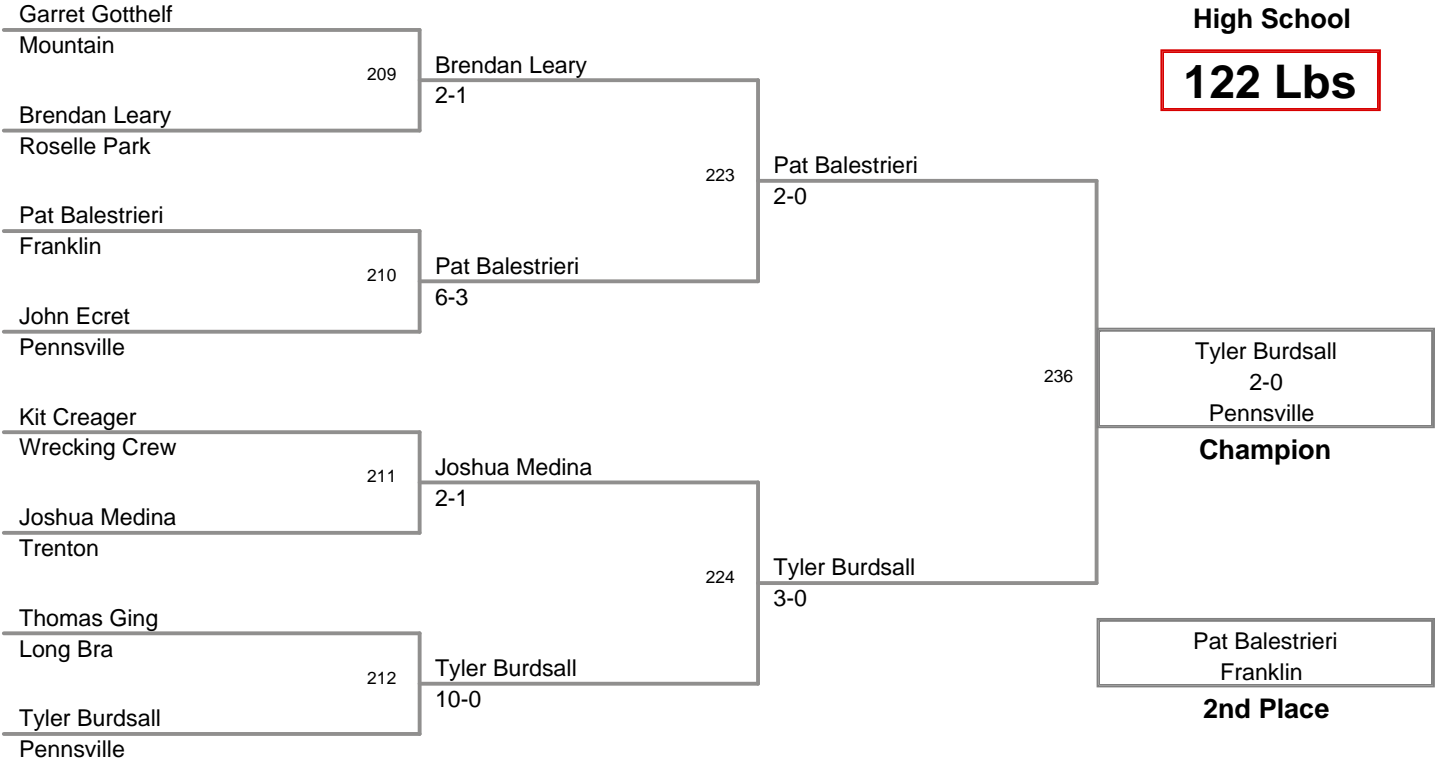 Garret Gotthelf
High School
Mountain
209
Brendan Leary
2-1
122 Lbs
Brendan Leary
Roselle Park
223
Pat Balestrieri
2-0
Pat Balestrieri
Franklin
210
Pat Balestrieri
6-3
John Ecret
Pennsville
236
Tyler Burdsall
2-0
Pennsville
Champion
Kit Creager
Wrecking Crew
211
Joshua Medina
2-1
Joshua Medina
Trenton
224
Tyler Burdsall
3-0
Thomas Ging
Long Bra
212
Tyler Burdsall
10-0
Pat Balestrieri
Franklin
2nd Place
Tyler Burdsall
Pennsville